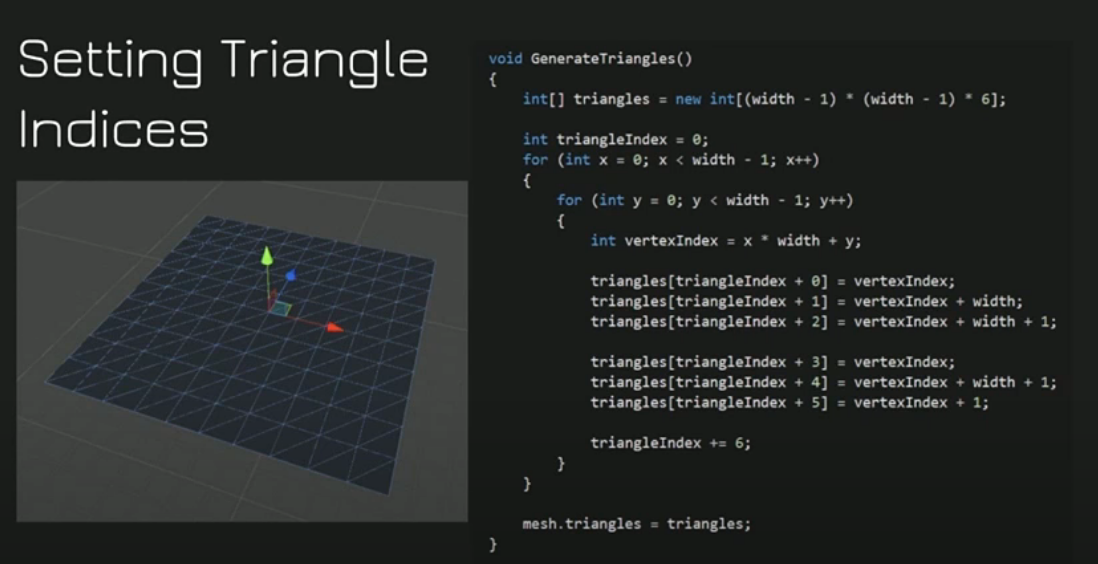 Setting Triangle
Indices
void GenerateTriangles()
{
    int[] triangles = new int[(width - 1) * (width - 1) * 6];

    int triangleIndex = 0;
    for (int x = 0; x < width - 1; x++)
    {
        for (int y = 0; y < width - 1; y++)
        {
            int vertexIndex = x * width + y;

            triangles[triangleIndex + 0] = vertexIndex;
            triangles[triangleIndex + 1] = vertexIndex + width;
            triangles[triangleIndex + 2] = vertexIndex + width + 1;

            triangles[triangleIndex + 3] = vertexIndex;
            triangles[triangleIndex + 4] = vertexIndex + width + 1;
            triangles[triangleIndex + 5] = vertexIndex + 1;

            triangleIndex += 6;
        }
    }

    mesh.triangles = triangles;
}